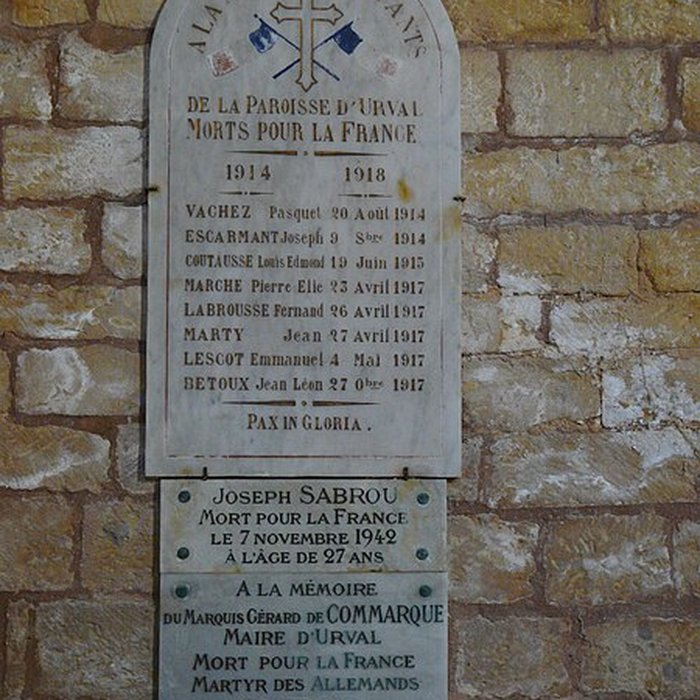 A LA
ANTS
DE LA PAROISSE D'URVAL
MORTS POUR LA FRANCE
1914 1918
VACHEZ Pasquet 20 Août 1914
ESCARMANT Joseph 9 8bre 1914
COUTAUSSE Louis Edmond 19 Juin 1915
MARCHE Pierre Elie 23 Avril 1917
LABROUSSE Fernand 26 Avril 1917
MARTY Jean 27 Avril 1917
LESCOT Emmanuel 4 Mai 1917
BETOUX Jean Léon 27 Obre 1917
PAX IN GLORIA.
JOSEPH SABROU
MORT POUR LA FRANCE
LE 7 NOVEMBRE 1942
À L'ÂGE DE 27 ANS
A LA MÉMOIRE
DU MARQUIS GÉRARD DE COMMARQUE
MAIRE D'URVAL
MORT POUR LA FRANCE
MARTYR DES ALLEMANDS